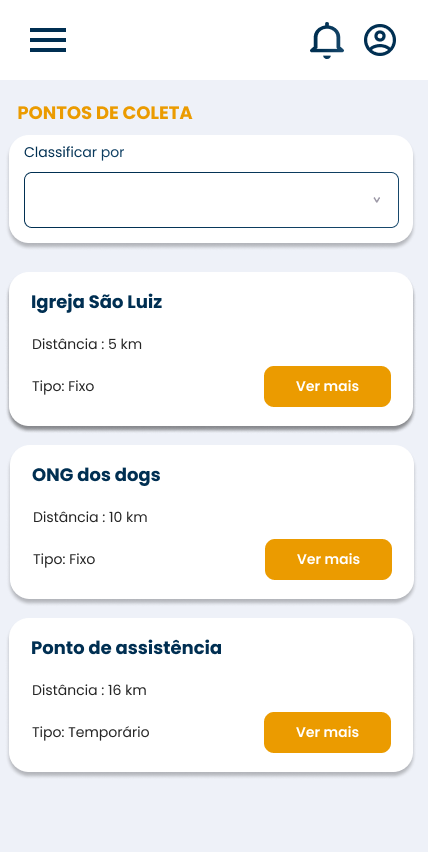 PONTOS DE COLETA
Classificar por
Igreja São Luiz
Distância : 5 km
Tipo: Fixo
Ver mais
ONG dos dogs
Distância : 10 km
Tipo: Fixo
Ver mais
Ponto de assistência
Distância : 16 km
Tipo: Temporário
Ver mais